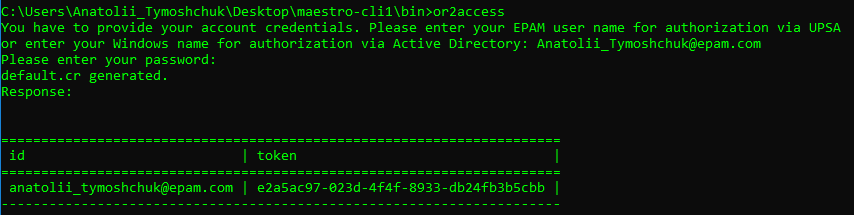 C:\Users\Anatolii_Tymoshchuk\Desktop\maestro-cli1\bin>or2access
You have to provide your account credentials. Please enter your EPAM user name for authorization via UPSA
or enter your Windows name for authorization via Active Directory: Anatolii_Tymoshchuk@epam.com
Please enter your password:
default.cr generated.
Response:
======================================================================
id | token |
======================================================================
anatolii_tymoshchuk@epam.com | e2a5ac97-023d-4f4f-8933-db24fb3b5cbb |
----------------------------------------------------------------------